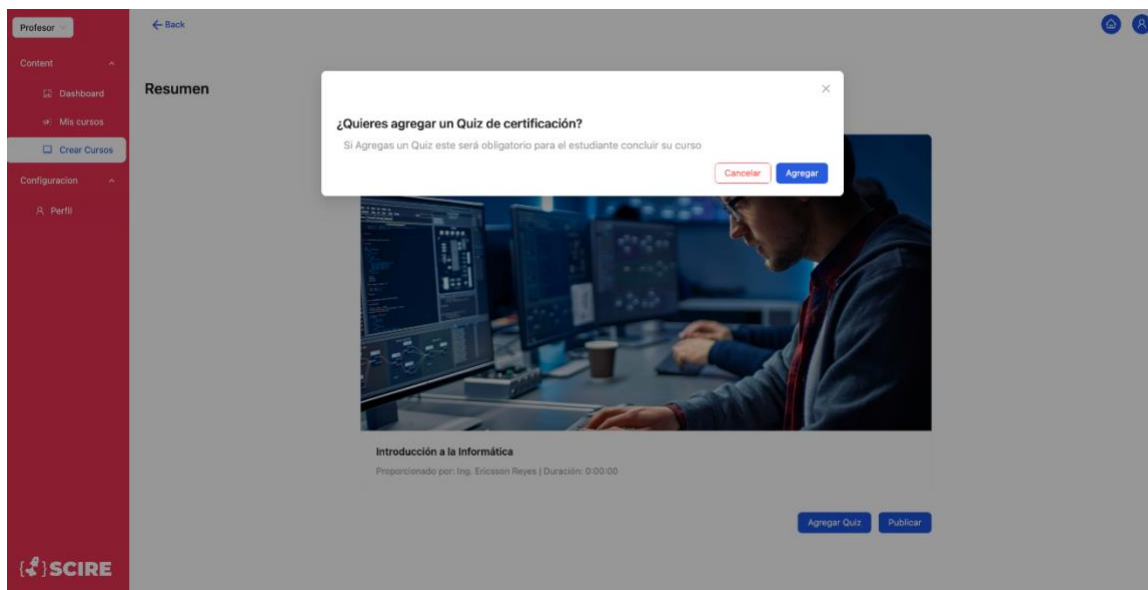 Profesor
Back
Content
Dashboard
Mis cursos
Crear Cursos
Configuracion
Perfil
Resumen
¿Quieres agregar un Quiz de certificación?
Si Agregas un Quiz este será obligatorio para el estudiante concluir su curso
Cancelar
Agregar
Introducción a la Informática
Proporcionado por: Ing. Ericsson Reyes | Duración: 0:00:00
Agregar Quiz
Publicar
{}SCIRE